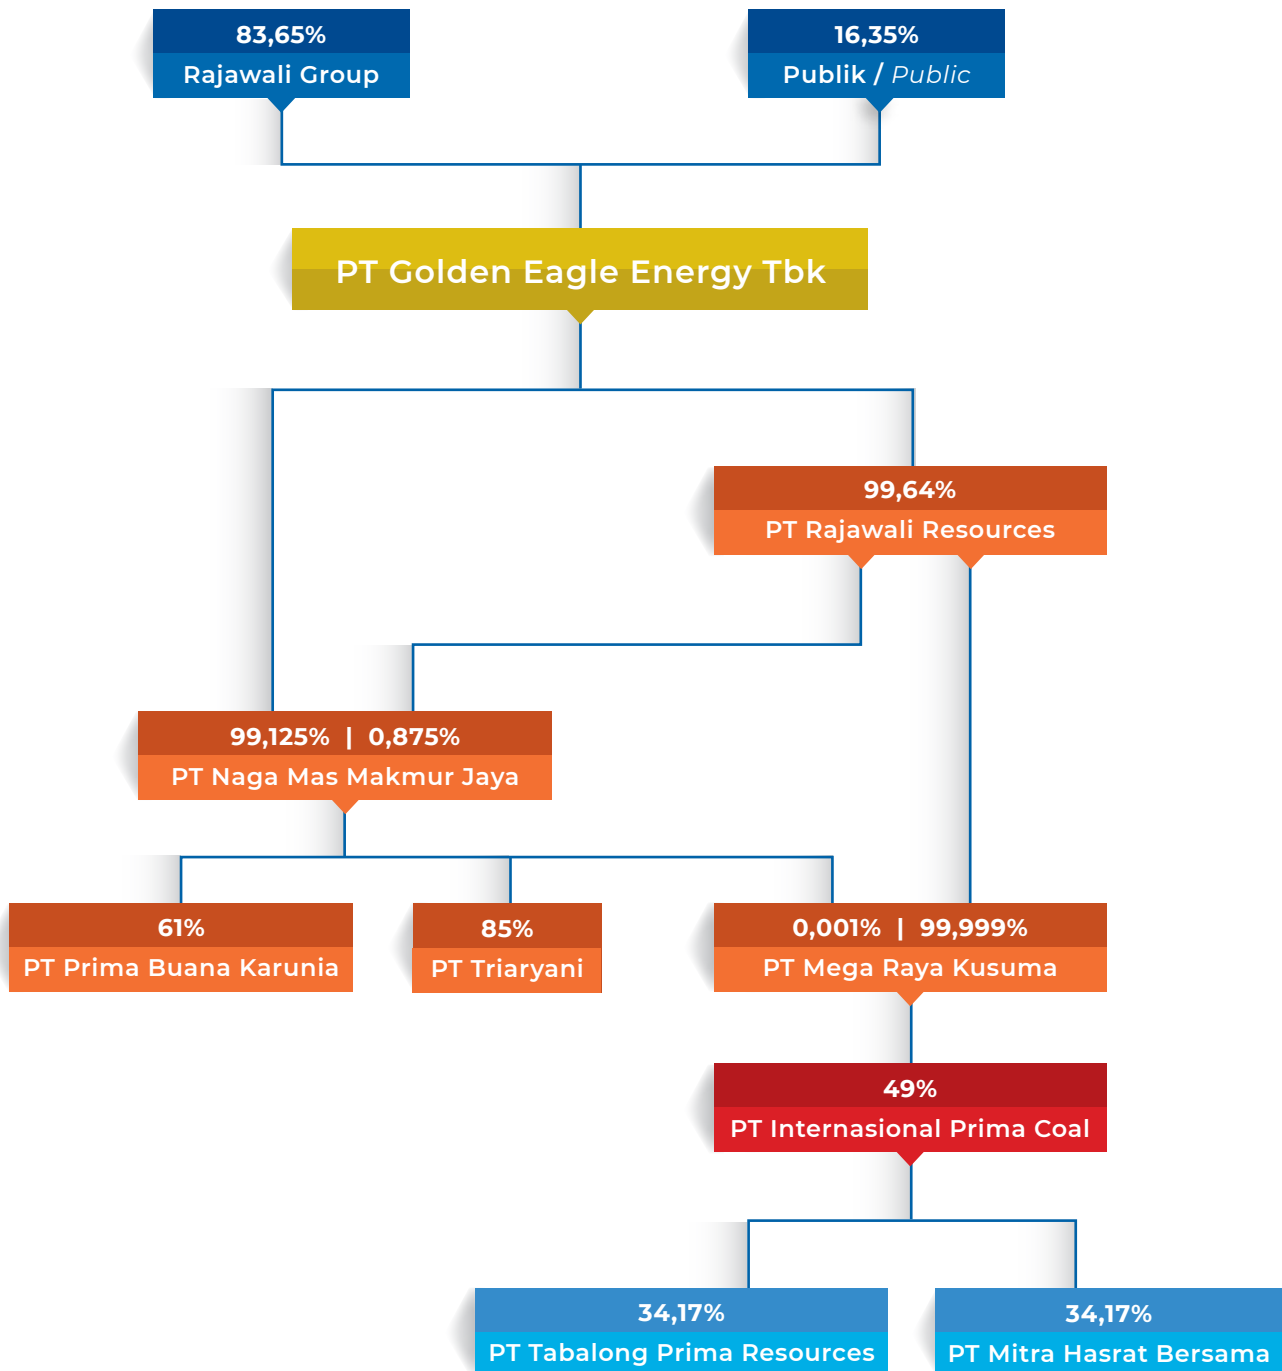 83,65%
Rajawali Group
16,35%
Publik / Public
PT Golden Eagle Energy Tbk
99,64%
PT Rajawali Resources
99,125% | 0,875%
PT Naga Mas Makmur Jaya
61%
PT Prima Buana Karunia
85%
PT Triaryani
0,001% | 99,999%
PT Mega Raya Kusuma
49%
PT Internasional Prima Coal
34,17%
PT Tabalong Prima Resources
34,17%
PT Mitra Hasrat Bersama